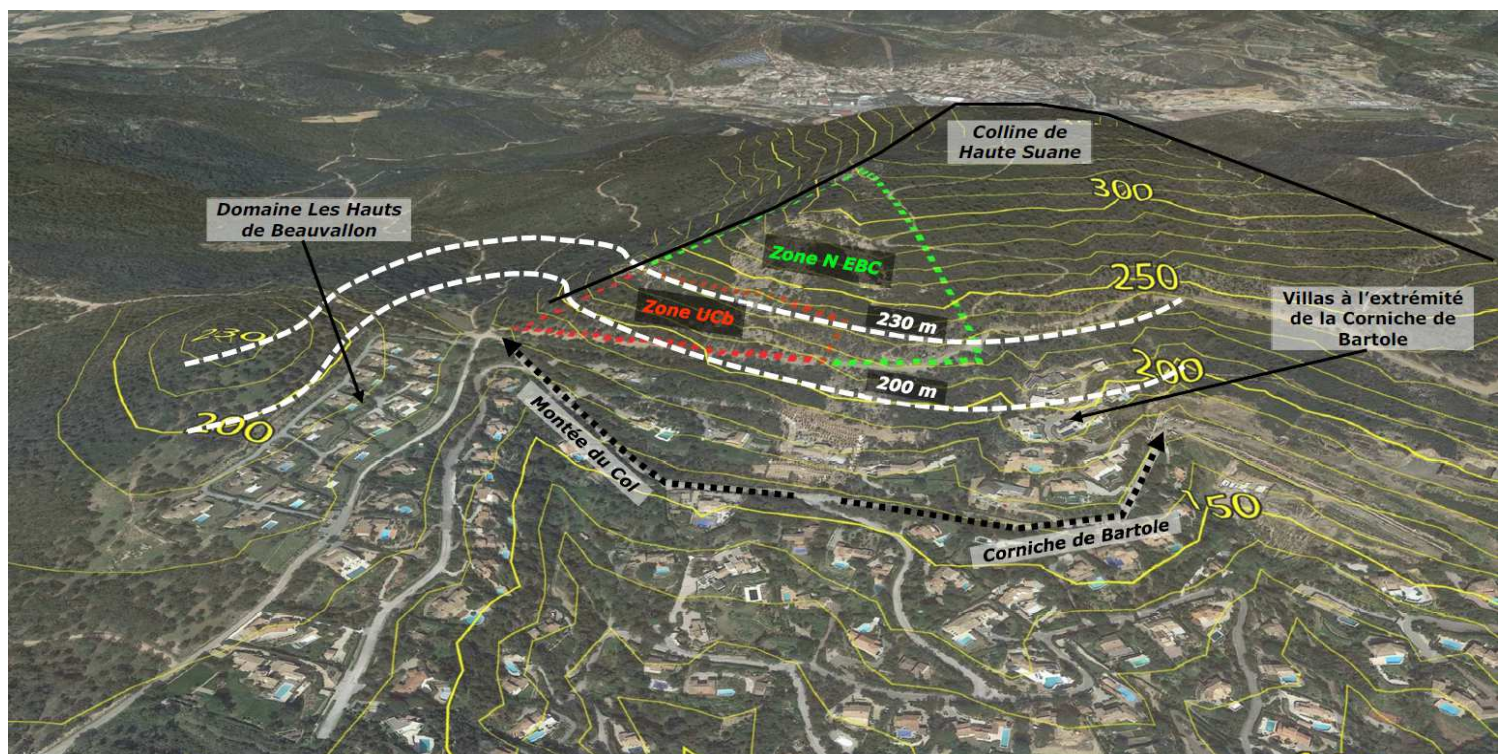 Colline de
Haute Suane
300
Domaine Les Hauts
de Beauvallon
Zone N EBC
250
Zone UCb
230 m
Villas à l'extrémité
de la Corniche de
Bartole
230
200 m
200
200
Montée du Col
150
Corniche de Bartole